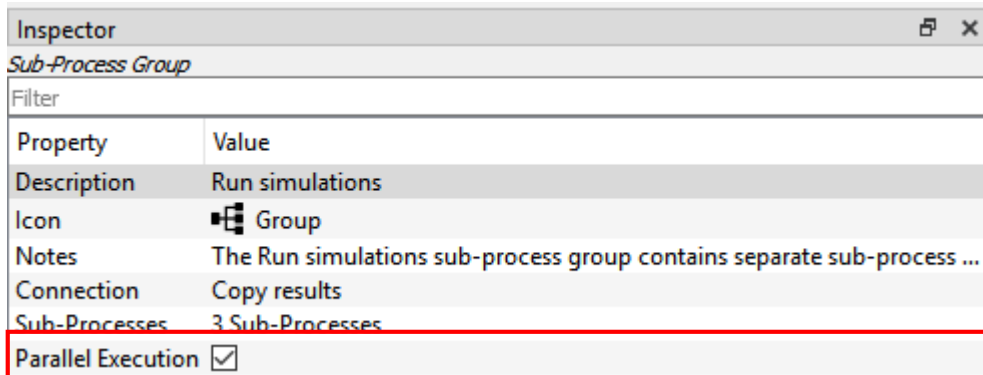 Inspector
Sub-Process Group
Filter
Property Value
Description Run simulations
Icon Group
Notes The Run simulations sub-process group contains separate sub-process ...
Connection Copy results
Sub-Processes 3 Sub-Processes
Parallel Execution